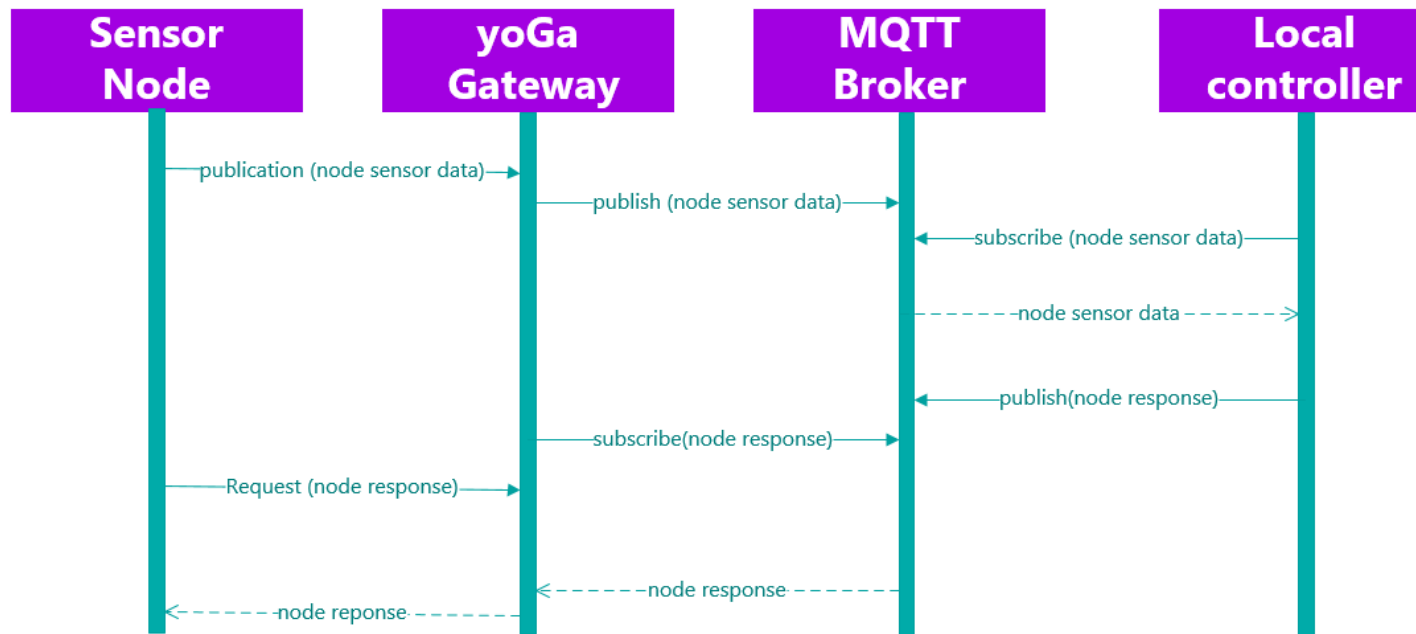 Sensor
Node
yoGa
Gateway
MQTT
Broker
Local
controller
publication (node sensor data)
publish (node sensor data)
subscribe (node sensor data)
node sensor data
publish(node response)
subscribe(node response)
Request (node response)
node response
node reponse